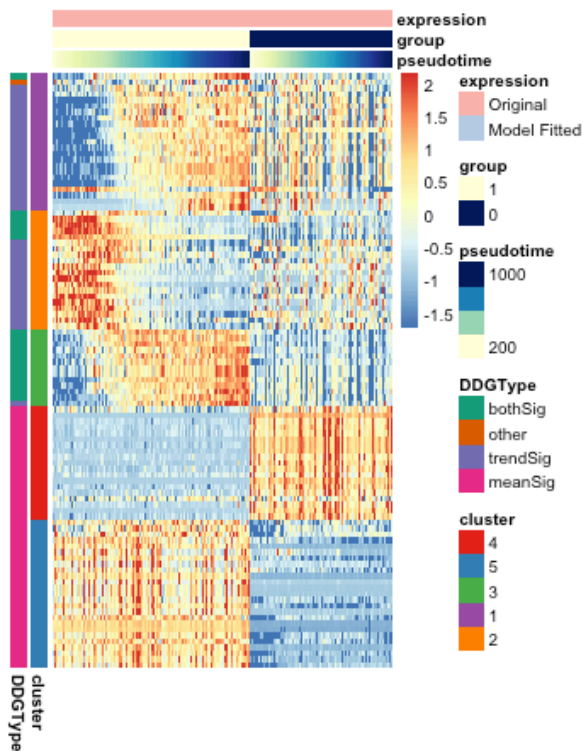 expression
group
pseudotime
2
1.5
1
0.5
0
-0.5
-1
-1.5
expression
Original
Model Fitted
group
1
0
pseudotime
1000
200
DDGType
bothSig
other
trendSig
meanSig
cluster
4
5
3
1
2
cluster
DDGType